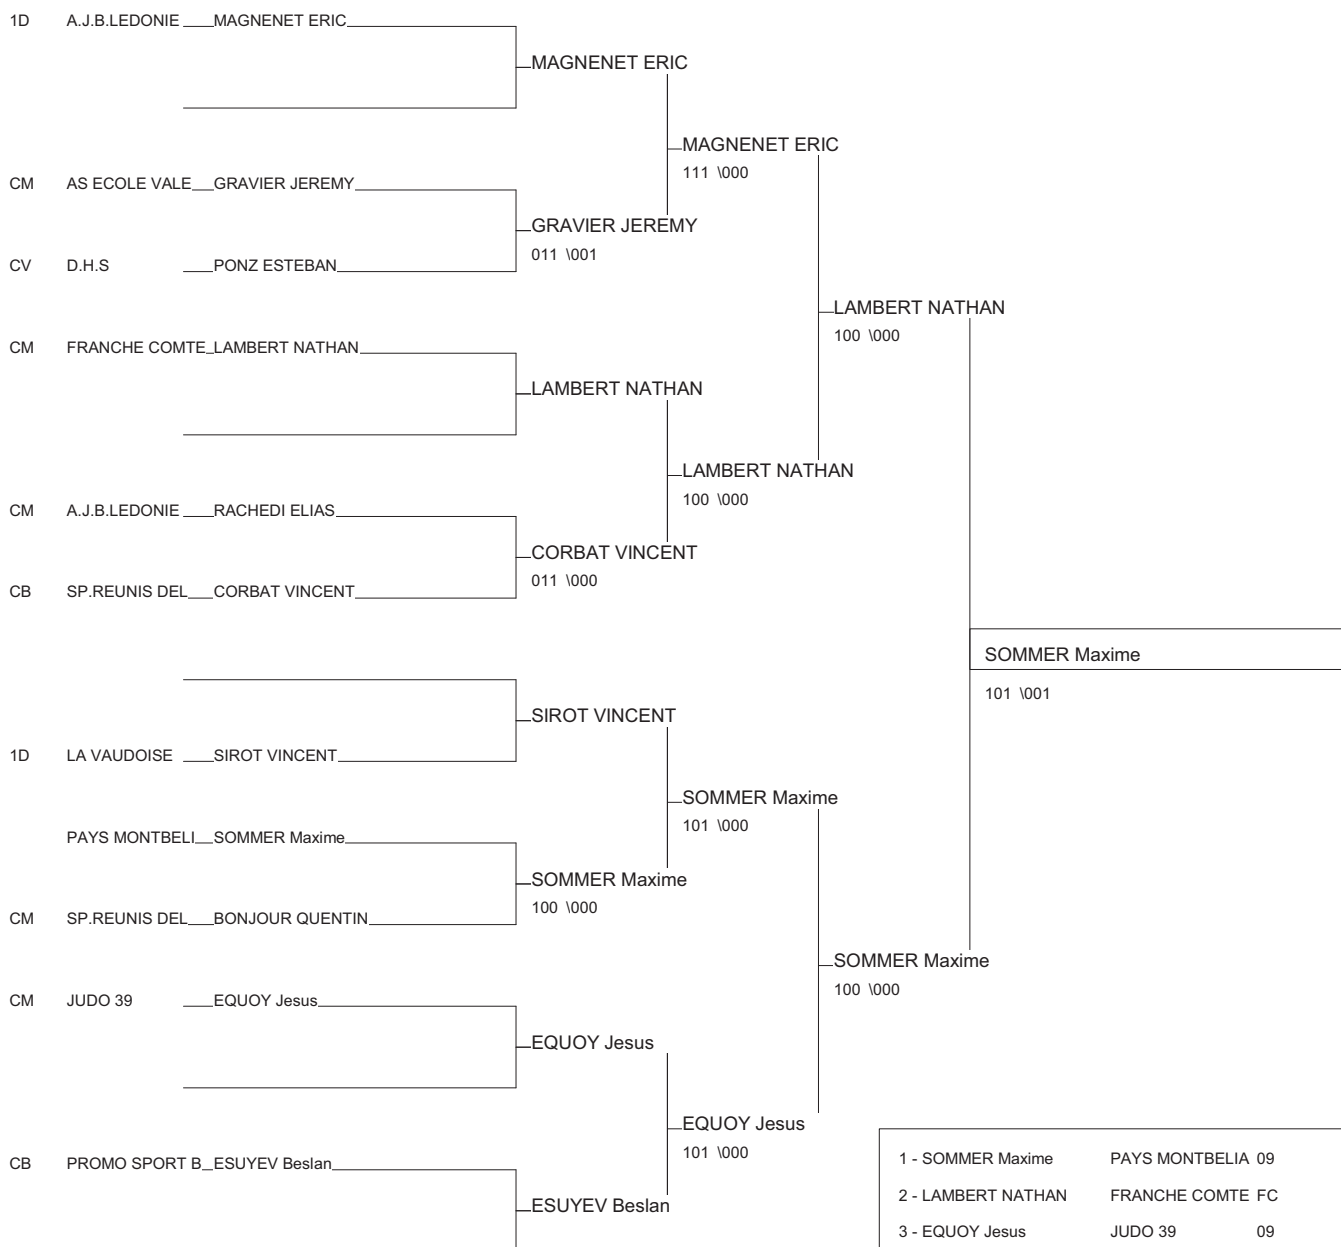 1D A.J.B.LEDONIE MAGNENET ERIC
MAGNENET ERIC
MAGNENET ERIC
111 \000
CM AS ECOLE VALE GRAVIER JEREMY
GRAVIER JEREMY
011 \001
CV D.H.S PONZ ESTEBAN
LAMBERT NATHAN
100 \000
CM FRANCHE COMTE LAMBERT NATHAN
LAMBERT NATHAN
LAMBERT NATHAN
100 \000
CM A.J.B.LEDONIE RACHEDI ELIAS
CORBAT VINCENT
011 \000
CB SP.REUNIS DEL CORBAT VINCENT
SOMMER Maxime
101 \001
SIROT VINCENT
1D LA VAUDOISE SIROT VINCENT
SOMMER Maxime
101 \000
PAYS MONTBELI SOMMER Maxime
SOMMER Maxime
100 \000
CM SP.REUNIS DEL BONJOUR QUENTIN
SOMMER Maxime
100 \000
CM JUDO 39 EQUOY Jesus
EQUOY Jesus
EQUOY Jesus
101 \000
CB PROMO SPORT B ESUYEV Beslan
ESUYEV Beslan
1 - SOMMER Maxime PAYS MONTBELIA 09
2 - LAMBERT NATHAN FRANCHE COMTE FC
3 - EQUOY Jesus JUDO 39 09